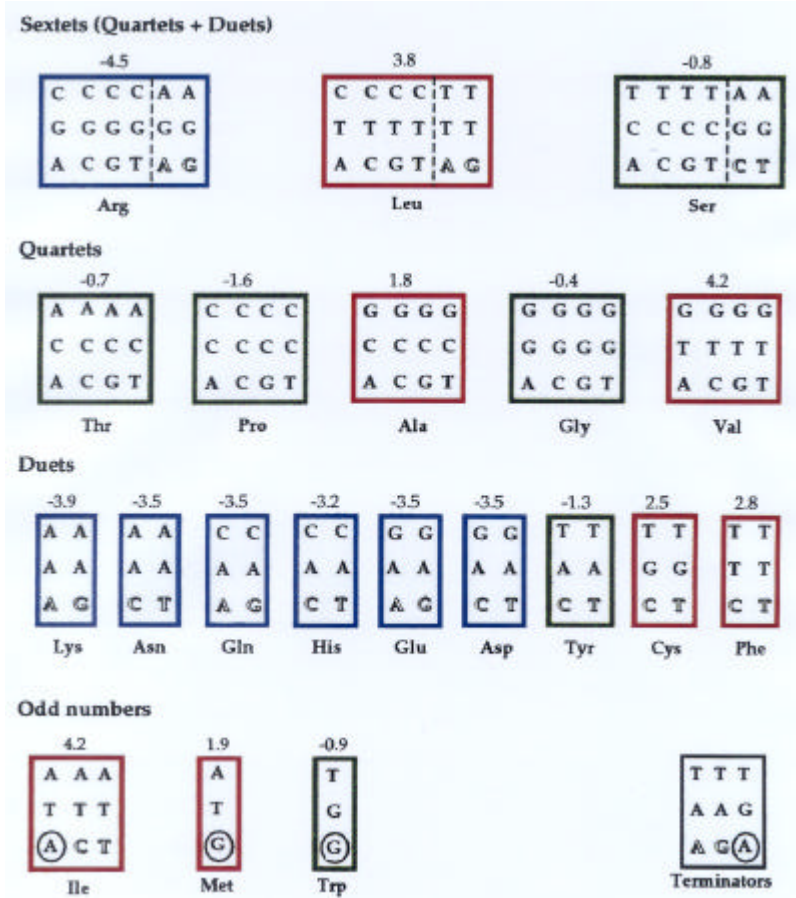 Sextets (Quartets + Duets)
-4.5 3.8 -0.8
C C C C A A C C C C T T T T T T A A
G G G G G G T T T T T T C C C C G G
A C G T A G A C G T A G A C G T C T
Arg Leu Ser
Quartets
-0.7 -1.6 1.8 -0.4 4.2
A A A A C C C C G G G G G G G G G G G G
C C C C C C C C C C C C G G G G T T T T
A C G T A C G T A C G T A C G T A C G T
Thr Pro Ala Gly Val
Duets
-3.9 -3.5 -3.5 -3.2 -3.5 -3.5 -1.3 2.5 2.8
A A A A C C C C G G G G T T T T T T
A A A A A A A A A A A A A A G G T T
A G C T A G C T A G C T C T C T C T
Lys Asn Gln His Glu Asp Tyr Cys Phe
Odd numbers
4.2 1.9 -0.9
A A A A T T T T
T T T T G A A G
A C T G G A G A
Ile Met Trp Terminators